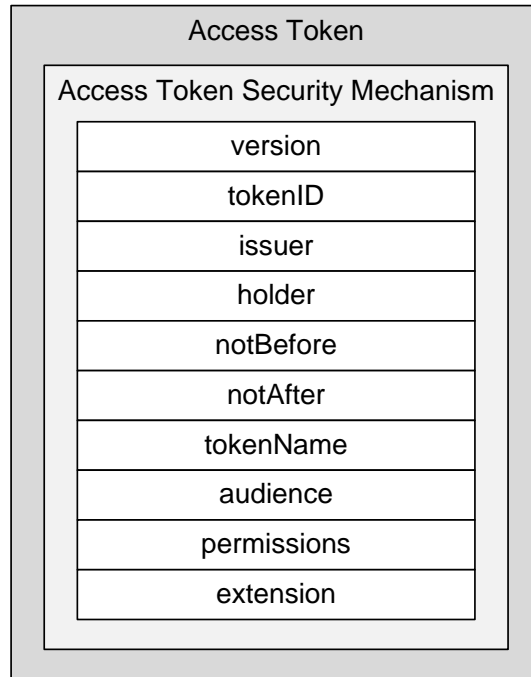 Access Token
Access Token Security Mechanism
version
tokenID
issuer
holder
notBefore
notAfter
tokenName
audience
permissions
extension